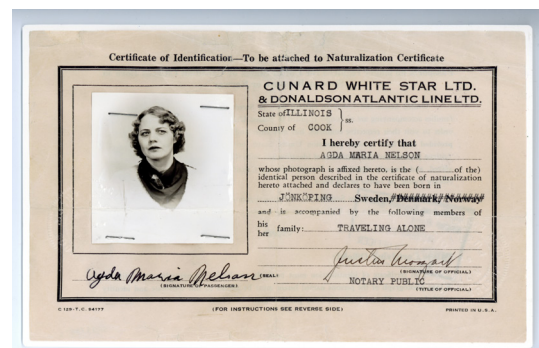 Certificate of Identification—To be attached to Naturalization Certificate
CUNARD WHITE STAR LTD.
& DONALDSON ATLANTIC LINE LTD.
State of ILLINOIS
ss.
County of COOK
I hereby certify that
AGDA MARIA NELSON
whose photograph is affixed hereto, is the (            of the)
identical person described in the certificate of naturalization
hereto attached and declares to have been born in
JÖNKÖPING Sweden, Denmark, Norway
and is accompanied by the following members of
his
her family: TRAVELING ALONE
Agda Maria Nelson (SEAL)
(SIGNATURE OF PASSENGER)
Justus
(SIGNATURE OF OFFICIAL)
NOTARY PUBLIC
(TITLE OF OFFICIAL)
(FOR INSTRUCTIONS SEE REVERSE SIDE)
PRINTED IN U.S.A.